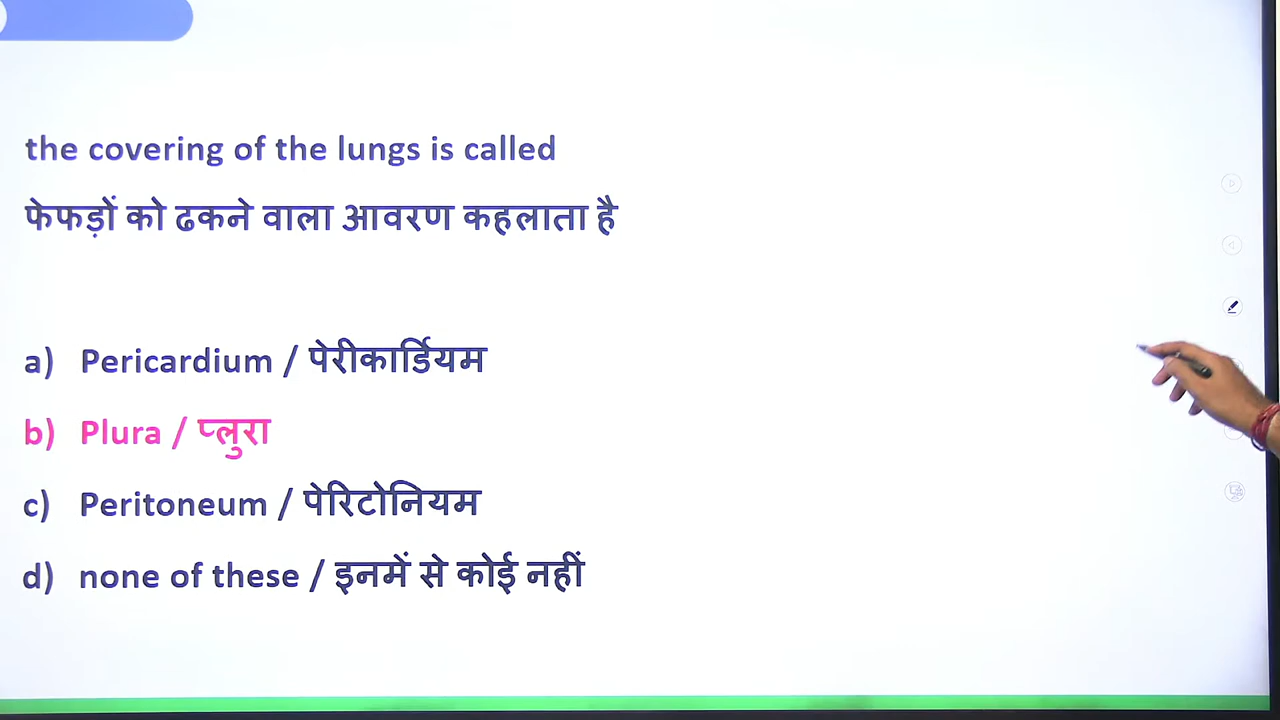 the covering of the lungs is called
फेफड़ों को ढकने वाला आवरण कहलाता है
a) Pericardium / पेरीकार्डियम
b) Plura / प्लुरा
c) Peritoneum / पेरिटोनियम
d) none of these / इनमें से कोई नहीं